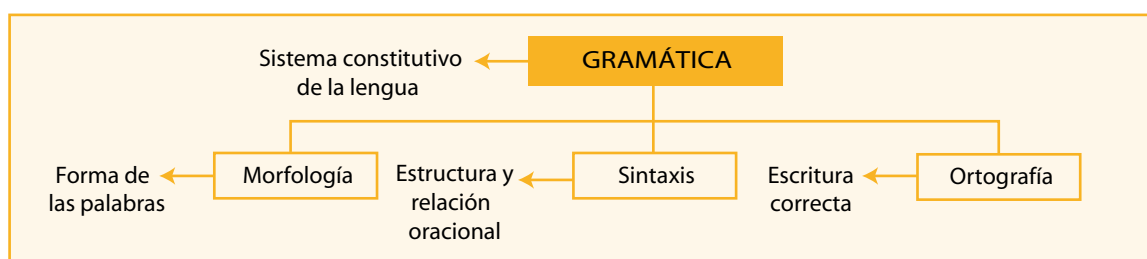 GRAMÁTICA
Sistema constitutivo
de la lengua
Morfología
Forma de
las palabras
Sintaxis
Estructura y
relación
oracional
Ortografía
Escritura
correcta